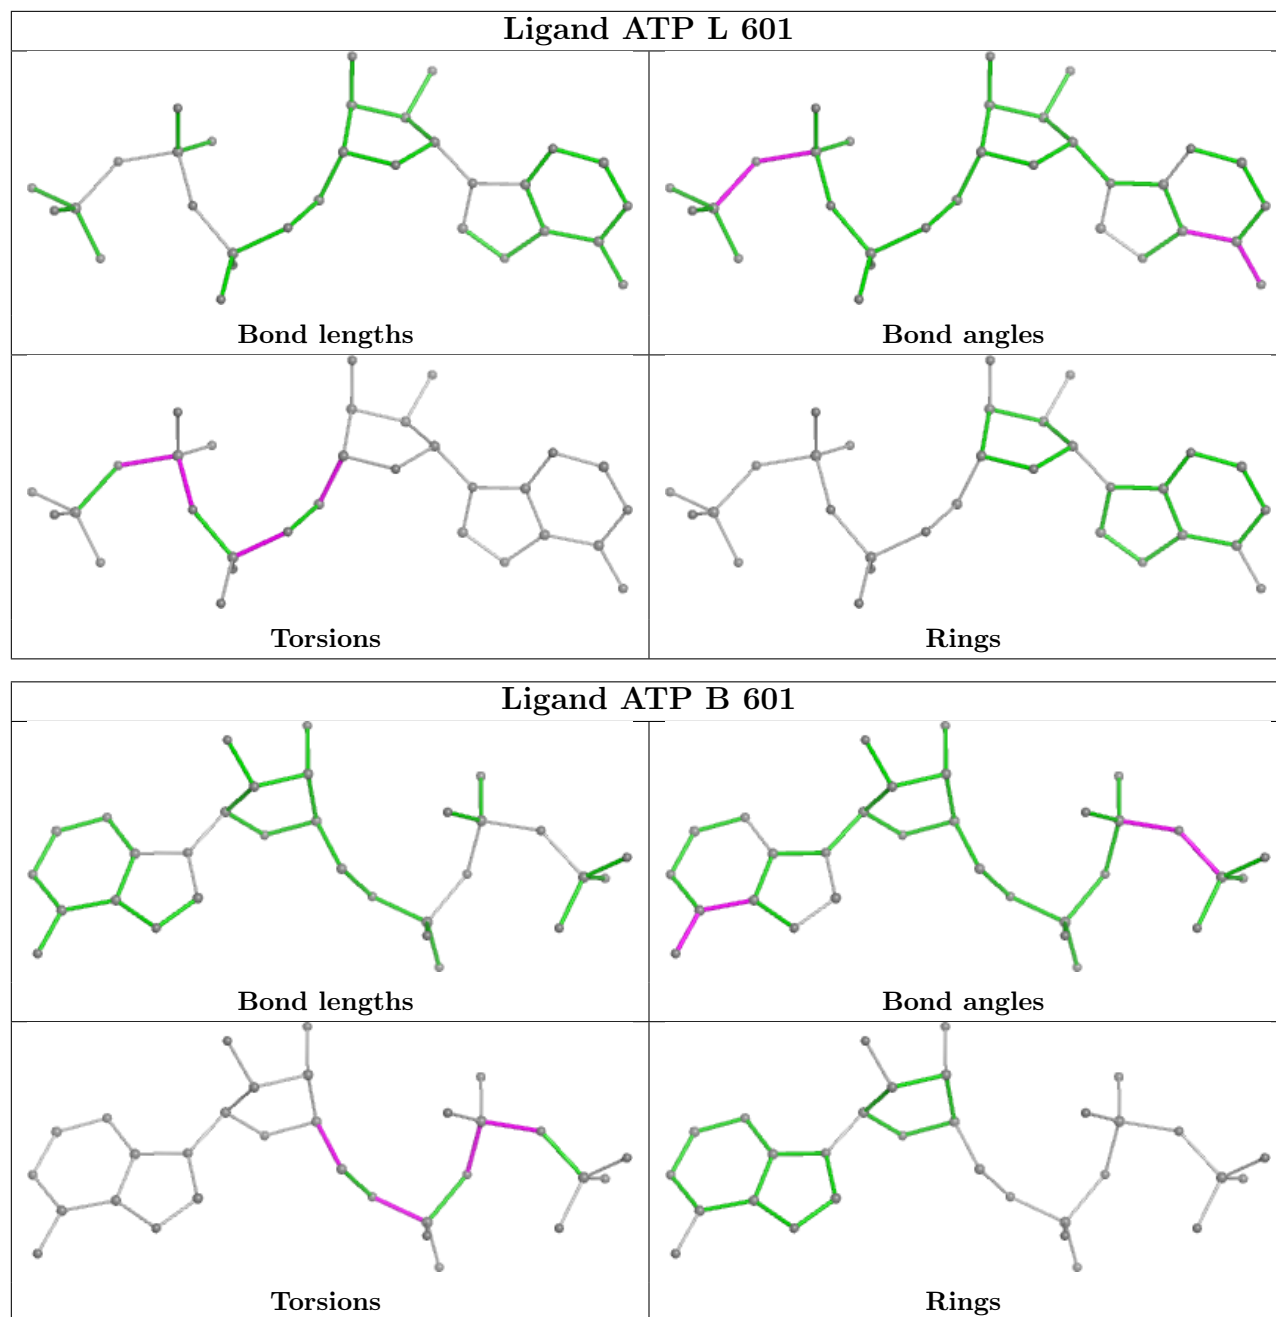 Ligand ATP L 601
Bond lengths
Bond angles
Torsions
Rings
Ligand ATP B 601
Bond lengths
Bond angles
Torsions
Rings